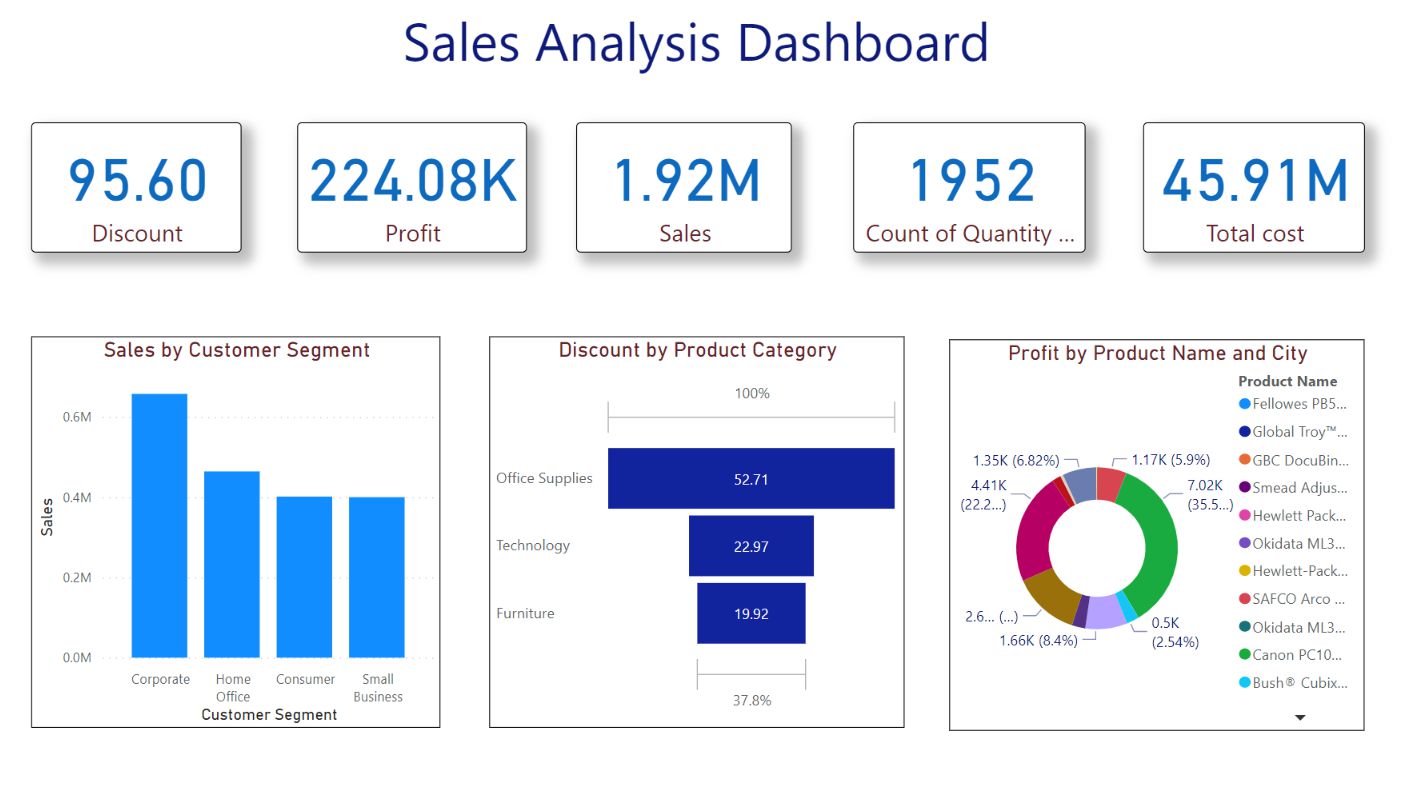 Sales Analysis Dashboard
95.60
Discount
224.08K
Profit
1.92M
Sales
1952
Count of Quantity ...
45.91M
Total cost
Sales by Customer Segment
0.6M
0.4M
0.2M
0.0M
Sales
Corporate
Home
Office
Consumer
Small
Business
Customer Segment
Discount by Product Category
100%
Office Supplies
52.71
Technology
22.97
Furniture
19.92
37.8%
Profit by Product Name and City
1.35K (6.82%)
1.17K (5.9%)
4.41K
(22.2...)
7.02K
(35.5...)
2.6... (...)
1.66K (8.4%)
0.5K
(2.54%)
Product Name
Fellowes PB5...
Global Troy™...
GBC DocuBin...
Smead Adjus...
Hewlett Pack...
Okidata ML3...
Hewlett-Pack...
SAFCO Arco ...
Okidata ML3...
Canon PC10...
Bush® Cubix...